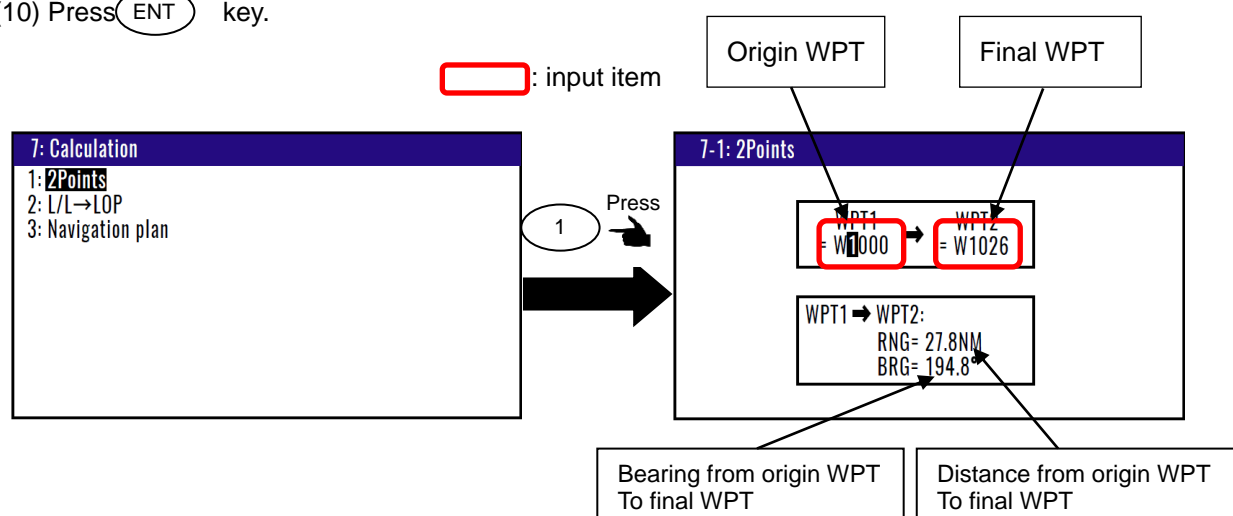 (10) Press ENT key.
: input item
Origin WPT
Final WPT
7: Calculation
1: 2Points
2: L/L→LOP
3: Navigation plan
1
Press
7-1: 2Points
WPT1 ➡ WPT2
= W1000 = W1026
WPT1 ➡ WPT2:
RNG= 27.8NM
BRG= 194.8°
Bearing from origin WPT
To final WPT
Distance from origin WPT
To final WPT